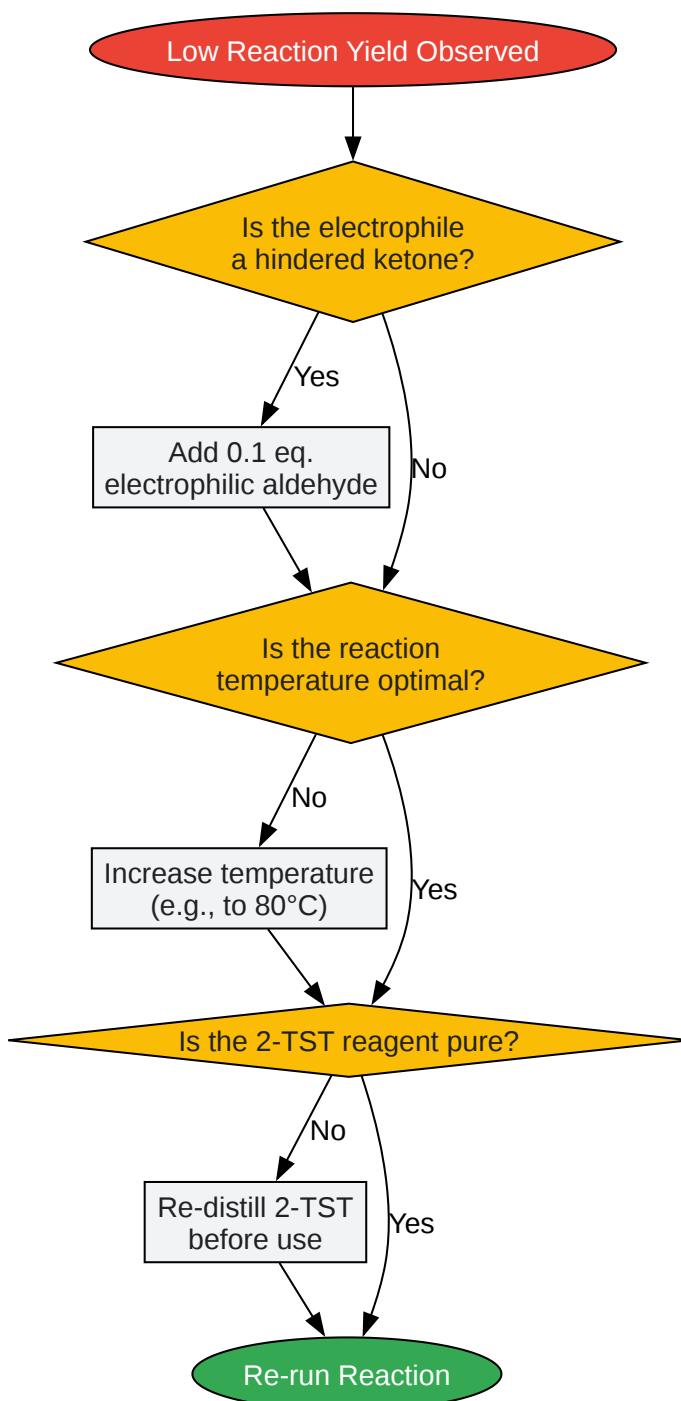 Low Reaction Yield Observed
Is the electrophile
a hindered ketone?
Yes
Add 0.1 eq.
electrophilic aldehyde
No
Is the reaction
temperature optimal?
No
Increase temperature
(e.g., to 80°C)
Yes
Is the 2-TST reagent pure?
No
Re-distill 2-TST
before use
Yes
Re-run Reaction